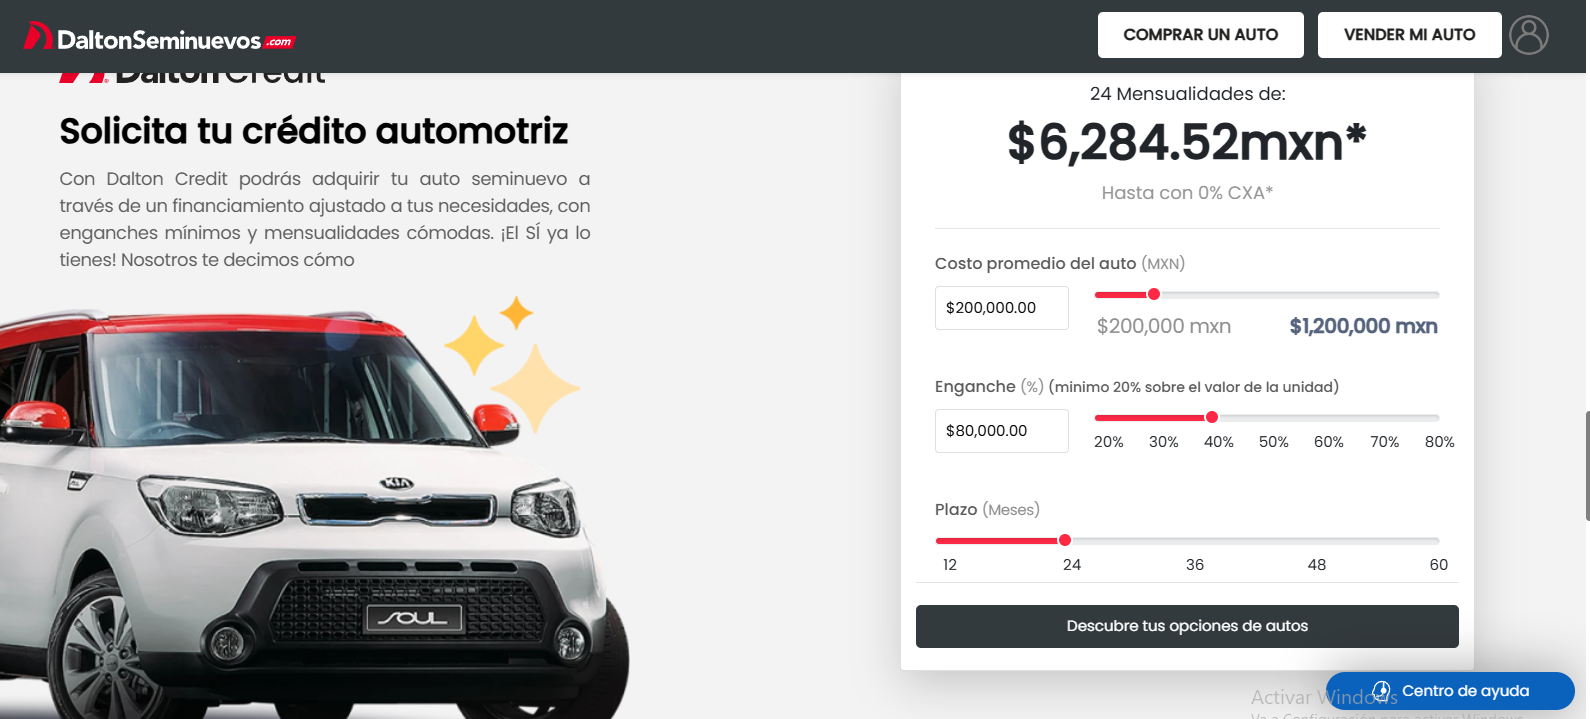 DaltonSeminuevos.com
COMPRAR UN AUTO
VENDER MI AUTO
Dalton Credit
Solicita tu crédito automotriz
Con Dalton Credit podrás adquirir tu auto seminuevo a
través de un financiamiento ajustado a tus necesidades, con
enganches mínimos y mensualidades cómodas. ¡El SÍ ya lo
tienes! Nosotros te decimos cómo
KIA
SOUL
24 Mensualidades de:
$6,284.52mxn*
Hasta con 0% CXA*
Costo promedio del auto (MXN)
$200,000.00
$200,000 mxn $1,200,000 mxn
Enganche (%) (minimo 20% sobre el valor de la unidad)
$80,000.00
20% 30% 40% 50% 60% 70% 80%
Plazo (Meses)
12 24 36 48 60
Descubre tus opciones de autos
Centro de ayuda
Activar Windows